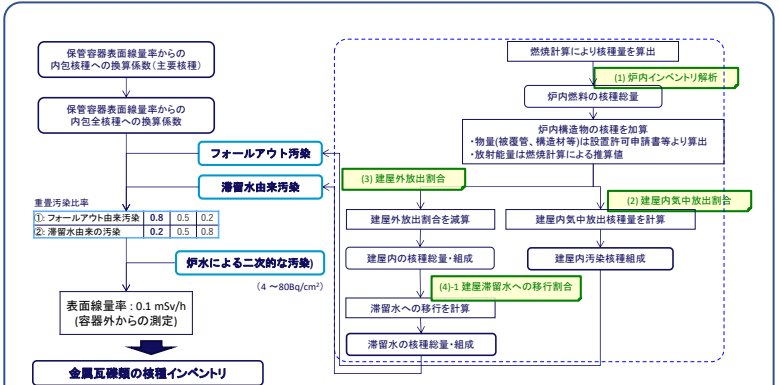 保管容器表面線量率からの
内包核種への換算係数(主要核種)
保管容器表面線量率からの
内包全核種への換算係数
フォールアウト汚染
滞留水由来汚染
重畳汚染比率
①: フォールアウト由来汚染 0.8 0.5 0.2
②: 滞留水由来の汚染 0.2 0.5 0.8
炉水による二次的な汚染)
(4 ~80Bq/cm²)
表面線量率 : 0.1 mSv/h
(容器外からの測定)
金属瓦礫類の核種インベントリ
燃焼計算により核種量を算出
(1) 炉内インベントリ解析
炉内燃料の核種総量
炉内構造物の核種を加算
・物量(被覆管、構造材等)は設置許可申請書等より算出
・放射能量は燃焼計算による推算値
(3) 建屋外放出割合
(2) 建屋内気中放出割合
建屋外放出割合を減算
建屋内気中放出核種量を計算
建屋内の核種総量・組成
建屋内汚染核種組成
(4)-1 建屋滞留水への移行割合
滞留水への移行を計算
滞留水の核種総量・組成